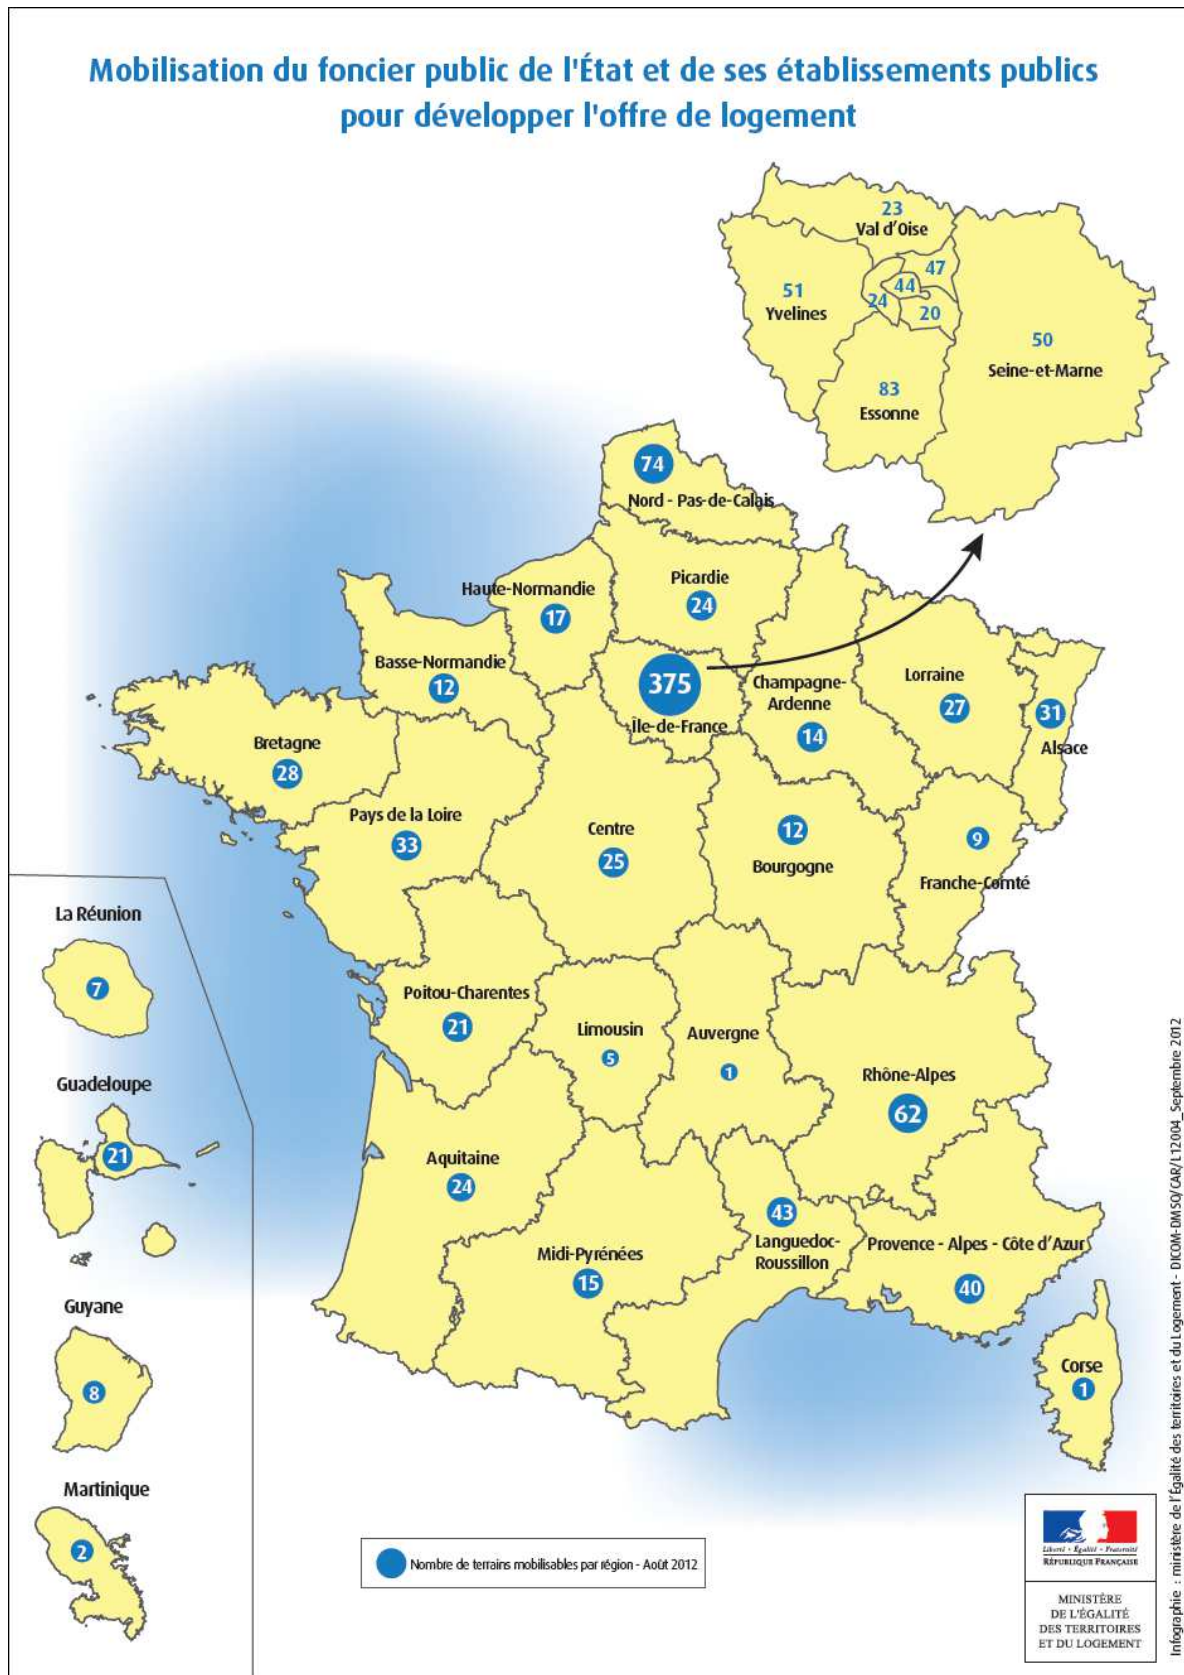 Mobilisation du foncier public de l'État et de ses établissements publics
pour développer l'offre de logement
23
Val d'Oise
47
44
24
20
51
Yvelines
50
Seine-et-Marne
83
Essonne
74
Nord - Pas-de-Calais
Haute-Normandie
17
Picardie
24
Basse-Normandie
12
375
Île-de-France
Champagne-
Ardenne
14
Lorraine
27
31
Alsace
Bretagne
28
Pays de la Loire
33
Centre
25
12
Bourgogne
9
Franche-Comté
La Réunion
7
Poitou-Charentes
21
Limousin
5
Auvergne
1
Rhône-Alpes
62
Guadeloupe
21
Aquitaine
24
43
Languedoc-
Roussillon
Provence - Alpes - Côte d'Azur
40
Midi-Pyrénées
15
Guyane
8
Corse
1
Martinique
2
Nombre de terrains mobilisables par région - Août 2012
Liberté • Égalité • Fraternité
RÉPUBLIQUE FRANÇAISE
MINISTÈRE
DE L'ÉGALITÉ
DES TERRITOIRES
ET DU LOGEMENT
Infographie : ministère de l'Égalité des territoires et du Logement - DICOM-DMSO/CAR/L12004_Septembre 2012